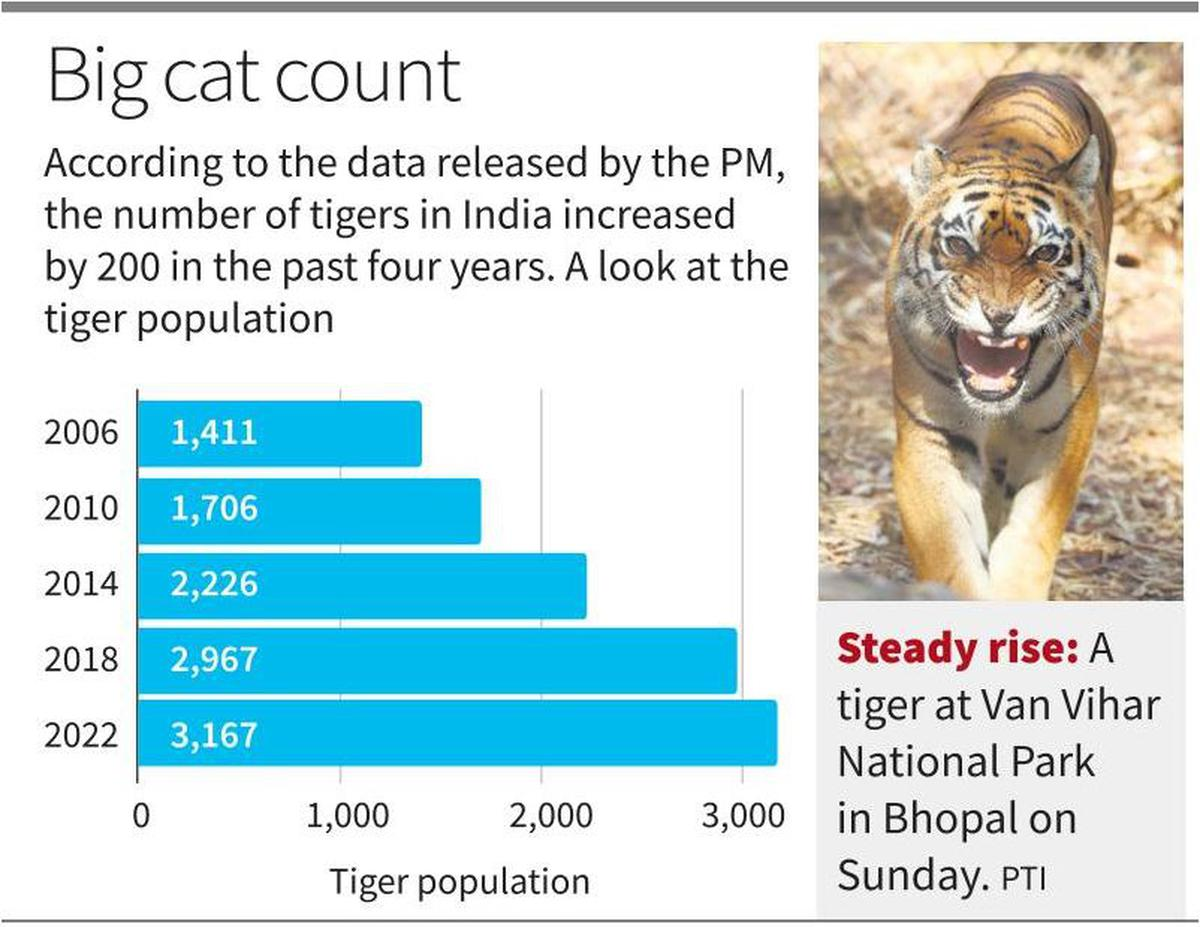 Big cat count
According to the data released by the PM,
the number of tigers in India increased
by 200 in the past four years. A look at the
tiger population
2006 1,411
2010 1,706
2014 2,226
2018 2,967
2022 3,167
0 1,000 2,000 3,000
Tiger population
Steady rise: A
tiger at Van Vihar
National Park
in Bhopal on
Sunday. PTI